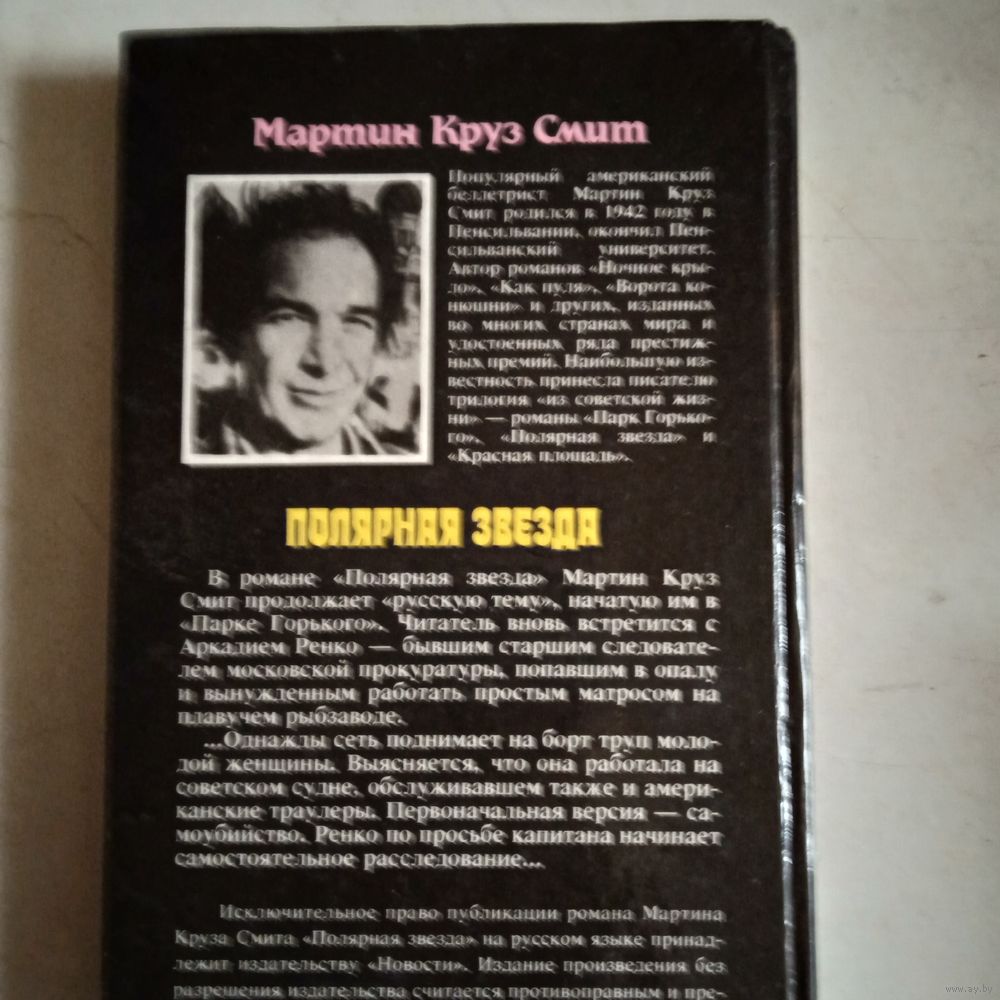 Мартин Круз Смит
Популярный американский
беллетрист Мартин Круз
Смит родился в 1942 году в
Пенсильвании, окончил Пен-
сильванский университет.
Автор романов «Ночное кры-
ло», «Как пуля», «Ворота ко-
нюшни» и других, изданных
во многих странах мира и
удостоенных ряда престиж-
ных премий. Наибольшую из-
вестность принесла писателю
трилогия «из советской жиз-
ни» — романы «Парк Горько-
го», «Полярная звезда» и
«Красная площадь».
ПОЛЯРНАЯ ЗВЕЗДА
В романе «Полярная звезда» Мартин Круз
Смит продолжает «русскую тему», начатую им в
«Парке Горького». Читатель вновь встретится с
Аркадием Ренко — бывшим старшим следовате-
лем московской прокуратуры, попавшим в опалу
и вынужденным работать простым матросом на
плавучем рыбзаводе.
...Однажды сеть поднимает на борт труп моло-
дой женщины. Выясняется, что она работала на
советском судне, обслуживавшем также и амери-
канские траулеры. Первоначальная версия — са-
моубийство. Ренко по просьбе капитана начинает
самостоятельное расследование...
Исключительное право публикации романа Мартина
Круза Смита «Полярная звезда» на русском языке принад-
лежит издательству «Новости». Издание произведения без
разрешения издательства считается противоправным и пре-
www.ay.by